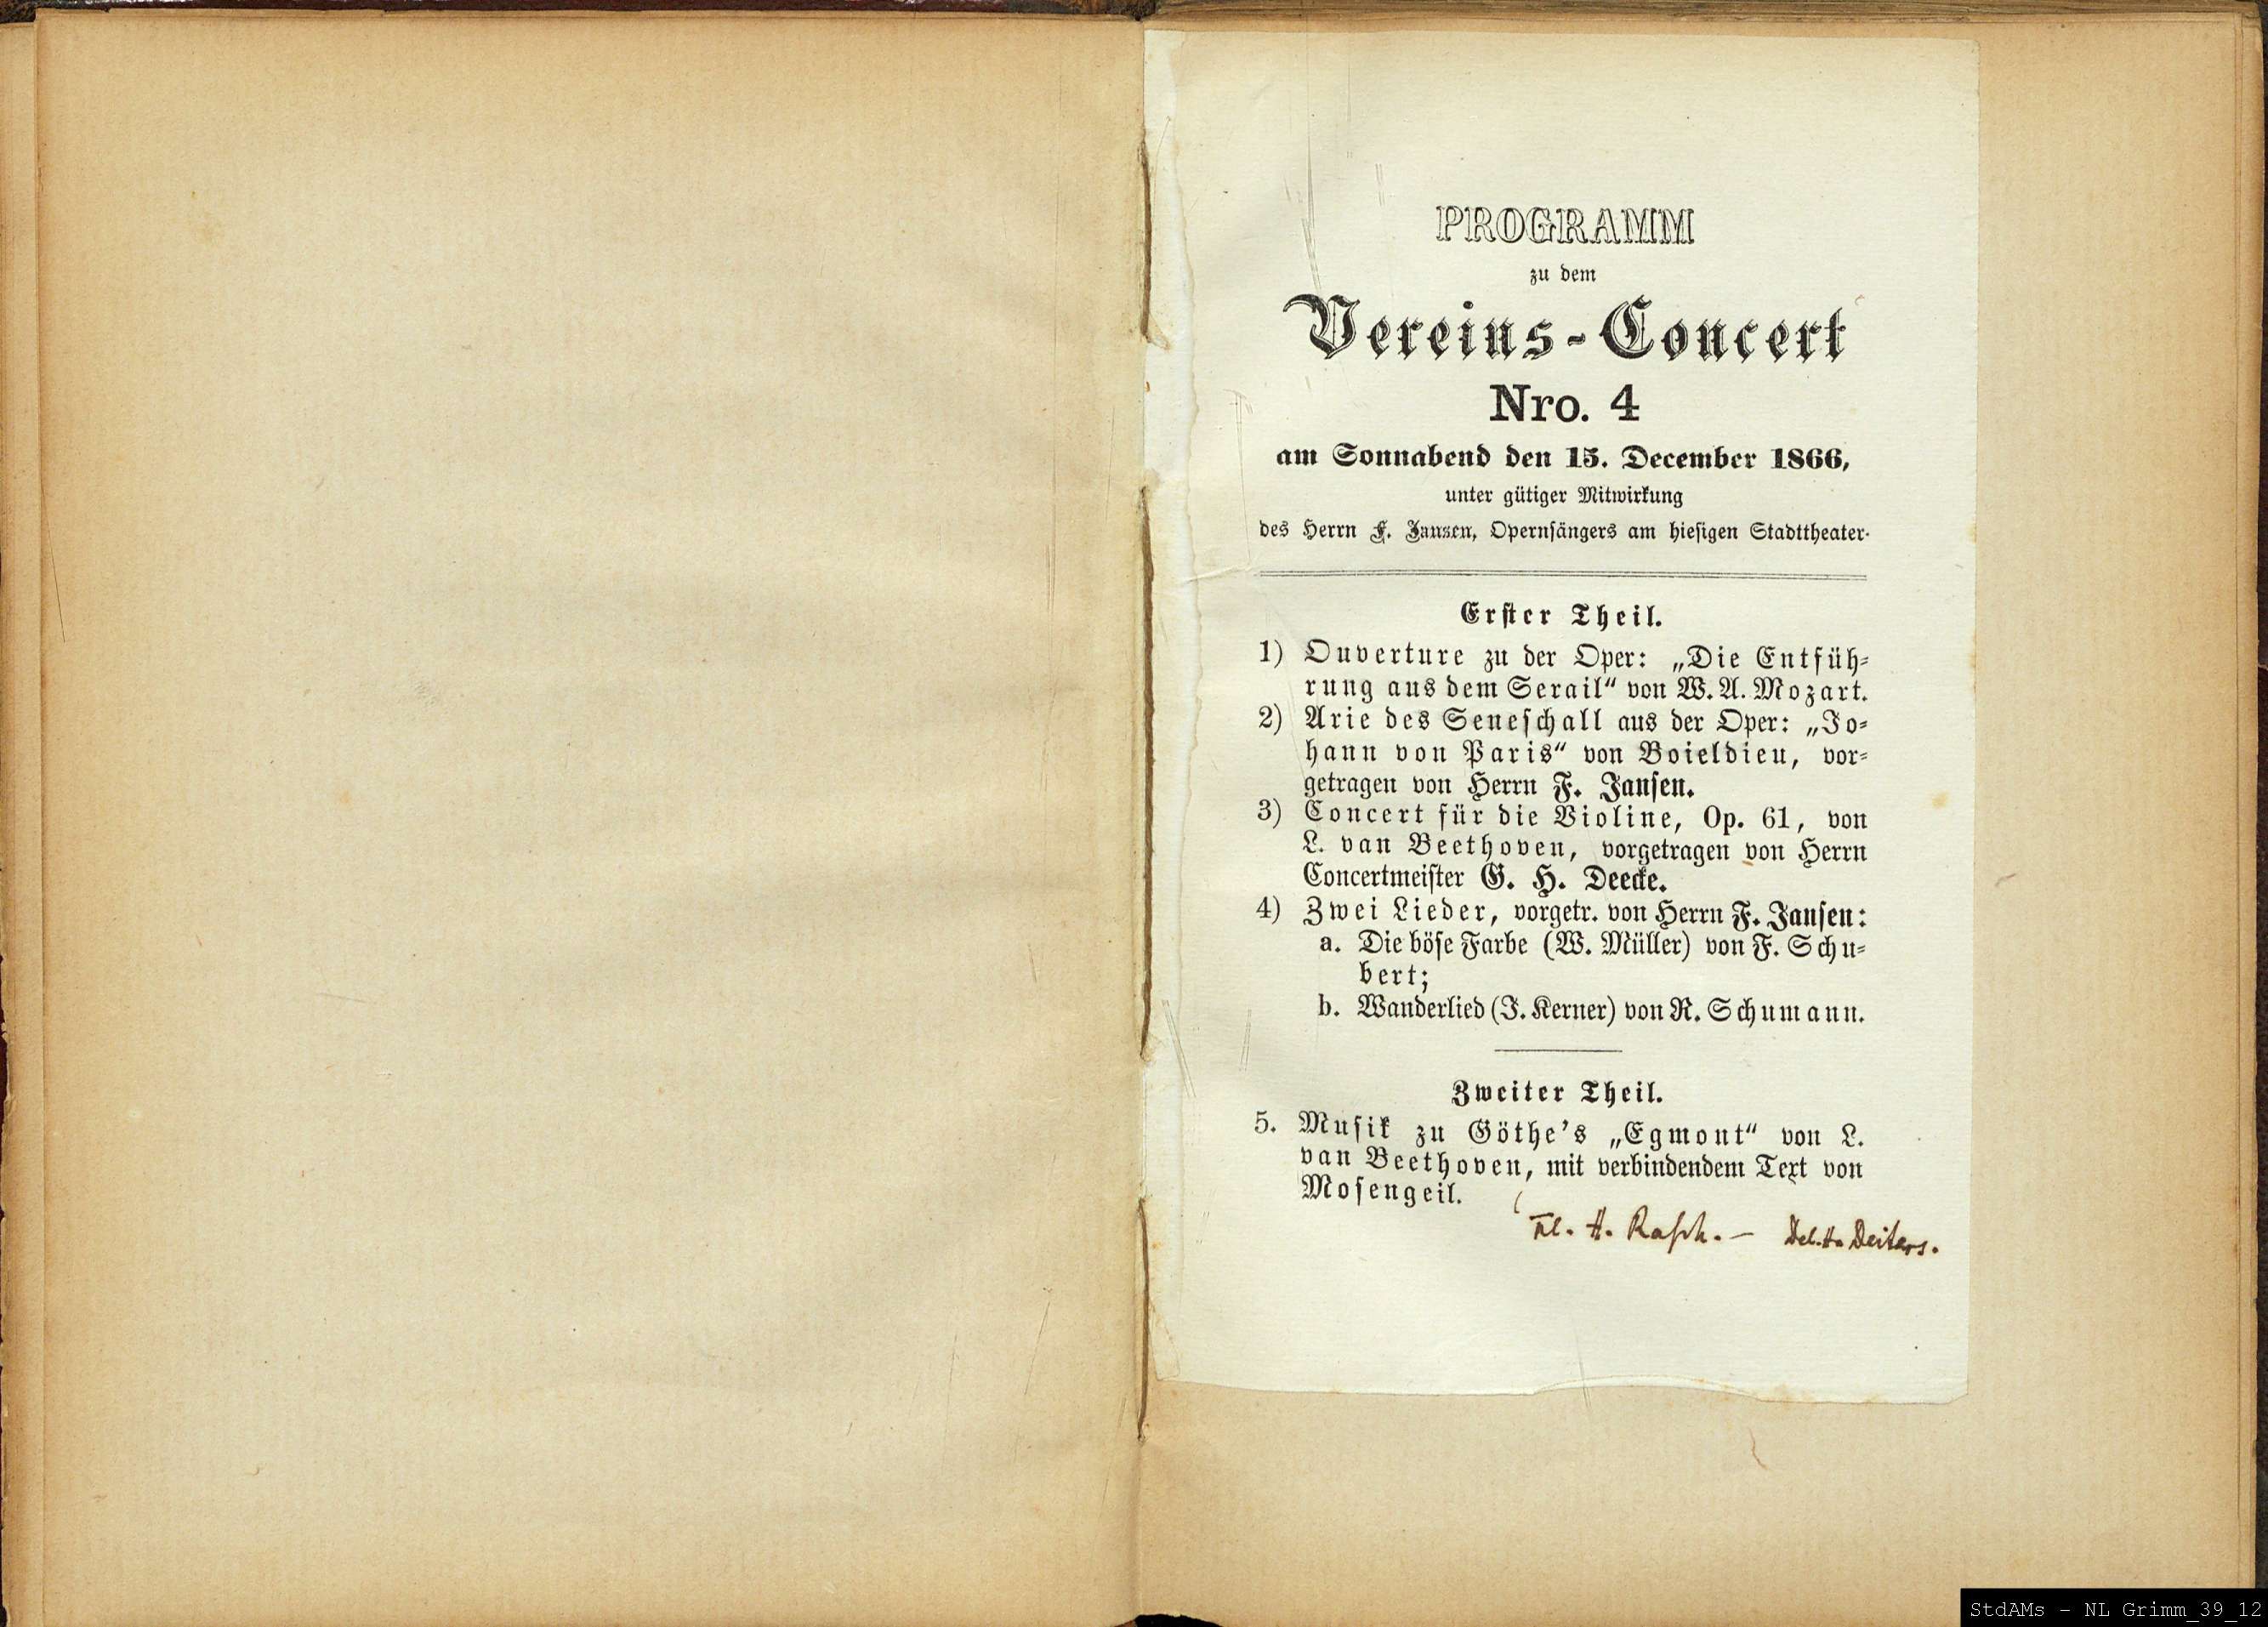 PROGRAMM
zu dem
Vereins-Concert
Nro. 4
am Sonnabend den 15. December 1866,
unter gütiger Mitwirkung
des Herrn F. Jansen, Opernsängers am hiesigen Stadttheater.
Erster Theil.
1) Ouverture zu der Oper: „Die Entfüh-
rung aus dem Serail“ von W. A. Mozart.
2) Arie des Seneschall aus der Oper: „Jo-
hann von Paris“ von Boieldieu, vor-
getragen von Herrn F. Jansen.
3) Concert für die Violine, Op. 61, von
L. van Beethoven, vorgetragen von Herrn
Concertmeister G. H. Deecke.
4) Zwei Lieder, vorgetr. von Herrn F. Jansen:
a. Die böse Farbe (W. Müller) von F. Schu-
bert;
b. Wanderlied (J. Kerner) von R. Schumann.
Zweiter Theil.
5. Musik zu Göthe's „Egmont“ von L.
van Beethoven, mit verbindendem Text von
Mosengeil.
H. Rasch. — Deiters.
StdAMs - NL Grimm_39_12